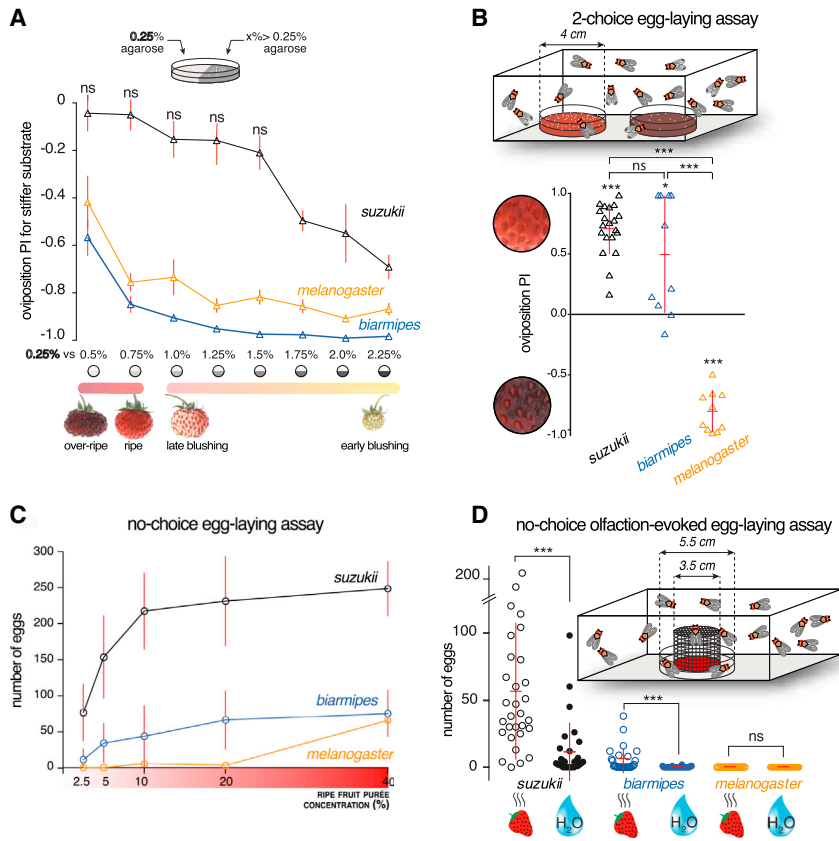 A
0.25% agarose
x%> 0.25% agarose
ns
ns
ns
ns
ns
0
-0.2
-0.4
-0.6
-0.8
-1.0
oviposition PI for stiffer substrate
suzukii
melanogaster
biarmipes
0.25% vs 0.5% 0.75% 1.0% 1.25% 1.5% 1.75% 2.0% 2.25%
over-ripe ripe late blushing early blushing
B
2-choice egg-laying assay
4 cm
***
ns ***
***
*
***
1.0
0.5
0.0
-0.5
-1.0
oviposition PI
suzukii
biarmipes
melanogaster
C
no-choice egg-laying assay
300
250
200
150
100
50
0
number of eggs
suzukii
biarmipes
melanogaster
2.5 5 10 20 40
RIPE FRUIT PURÉE
CONCENTRATION (%)
D
no-choice olfaction-evoked egg-laying assay
5.5 cm
3.5 cm
***
***
ns
200
100
50
0
number of eggs
suzukii biarmipes melanogaster
H2O H2O H2O